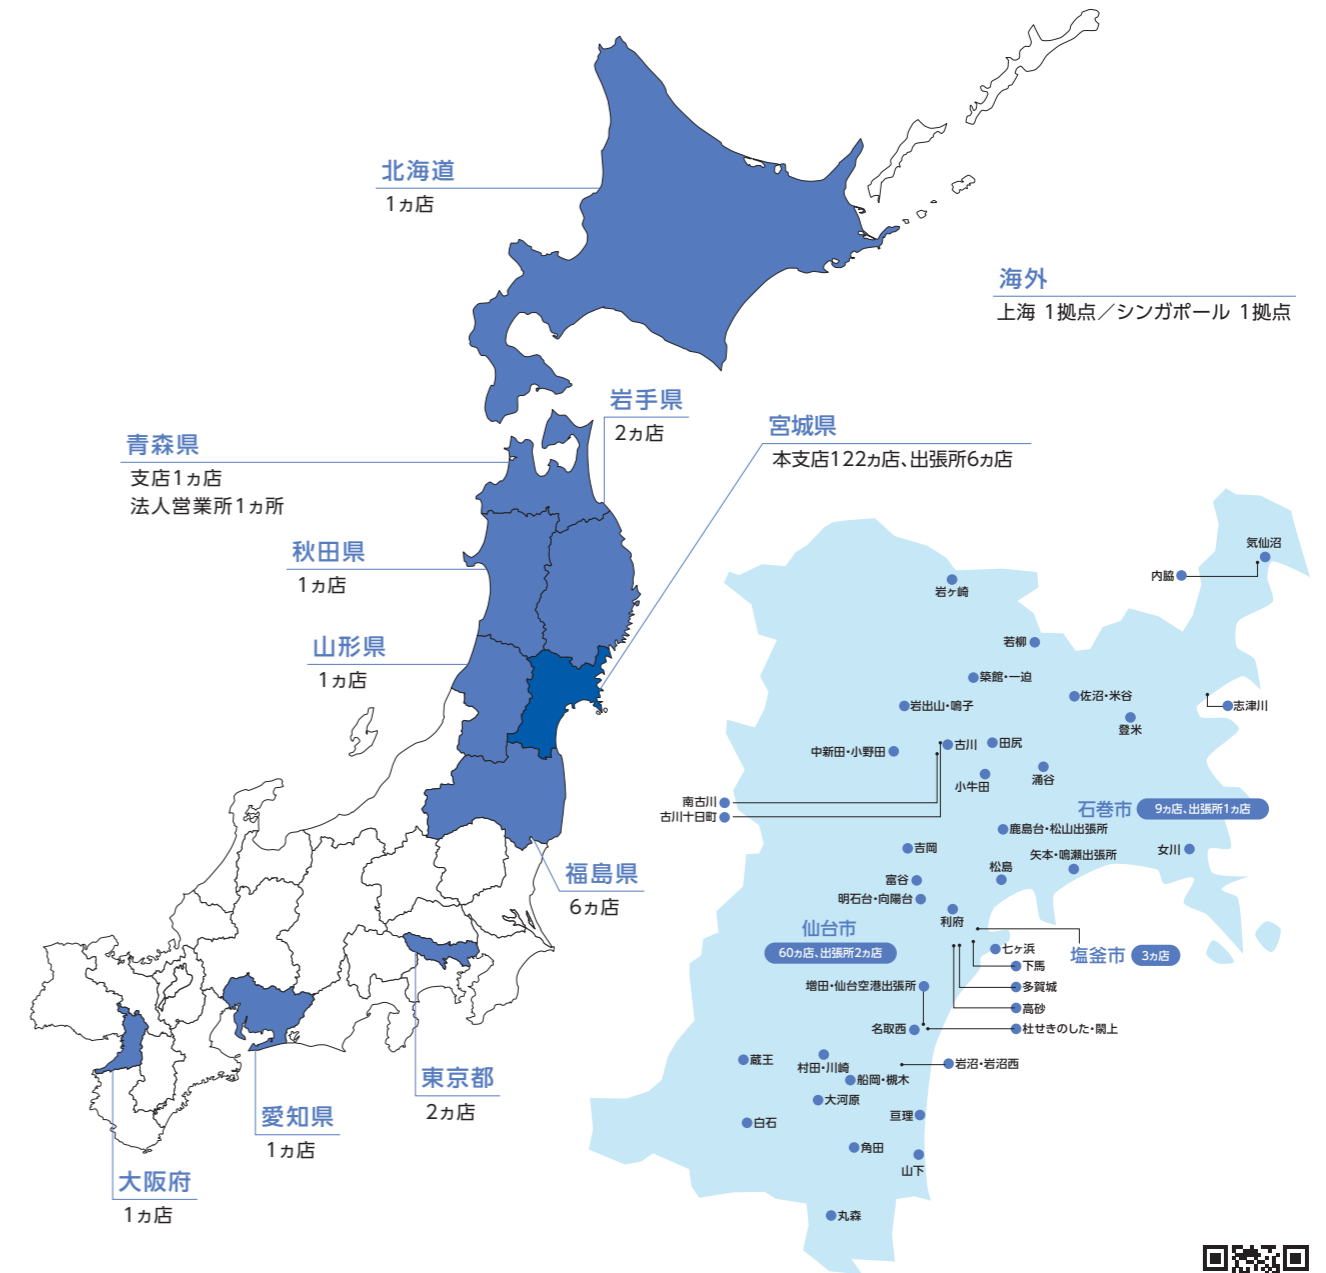 北海道
1ヵ店
海外
上海 1拠点／シンガポール 1拠点
岩手県
2ヵ店
宮城県
本支店122ヵ店、出張所6ヵ店
青森県
支店1ヵ店
法人営業所1ヵ所
秋田県
1ヵ店
山形県
1ヵ店
福島県
6ヵ店
東京都
2ヵ店
愛知県
1ヵ店
大阪府
1ヵ店
気仙沼
内脇
岩ヶ崎
若柳
築館・一迫
佐沼・米谷
岩出山・鳴子
志津川
登米
中新田・小野田
古川
田尻
小牛田
涌谷
南古川
古川十日町
石巻市
9ヵ店、出張所1ヵ店
鹿島台・松山出張所
吉岡
矢本・鳴瀬出張所
女川
松島
富谷
明石台・向陽台
利府
仙台市
60ヵ店、出張所2ヵ店
塩釜市
3ヵ店
七ヶ浜
下馬
多賀城
高砂
増田・仙台空港出張所
名取西
杜せきのした・閖上
蔵王
村田・川崎
岩沼・岩沼西
船岡・槻木
大河原
亘理
白石
角田
山下
丸森